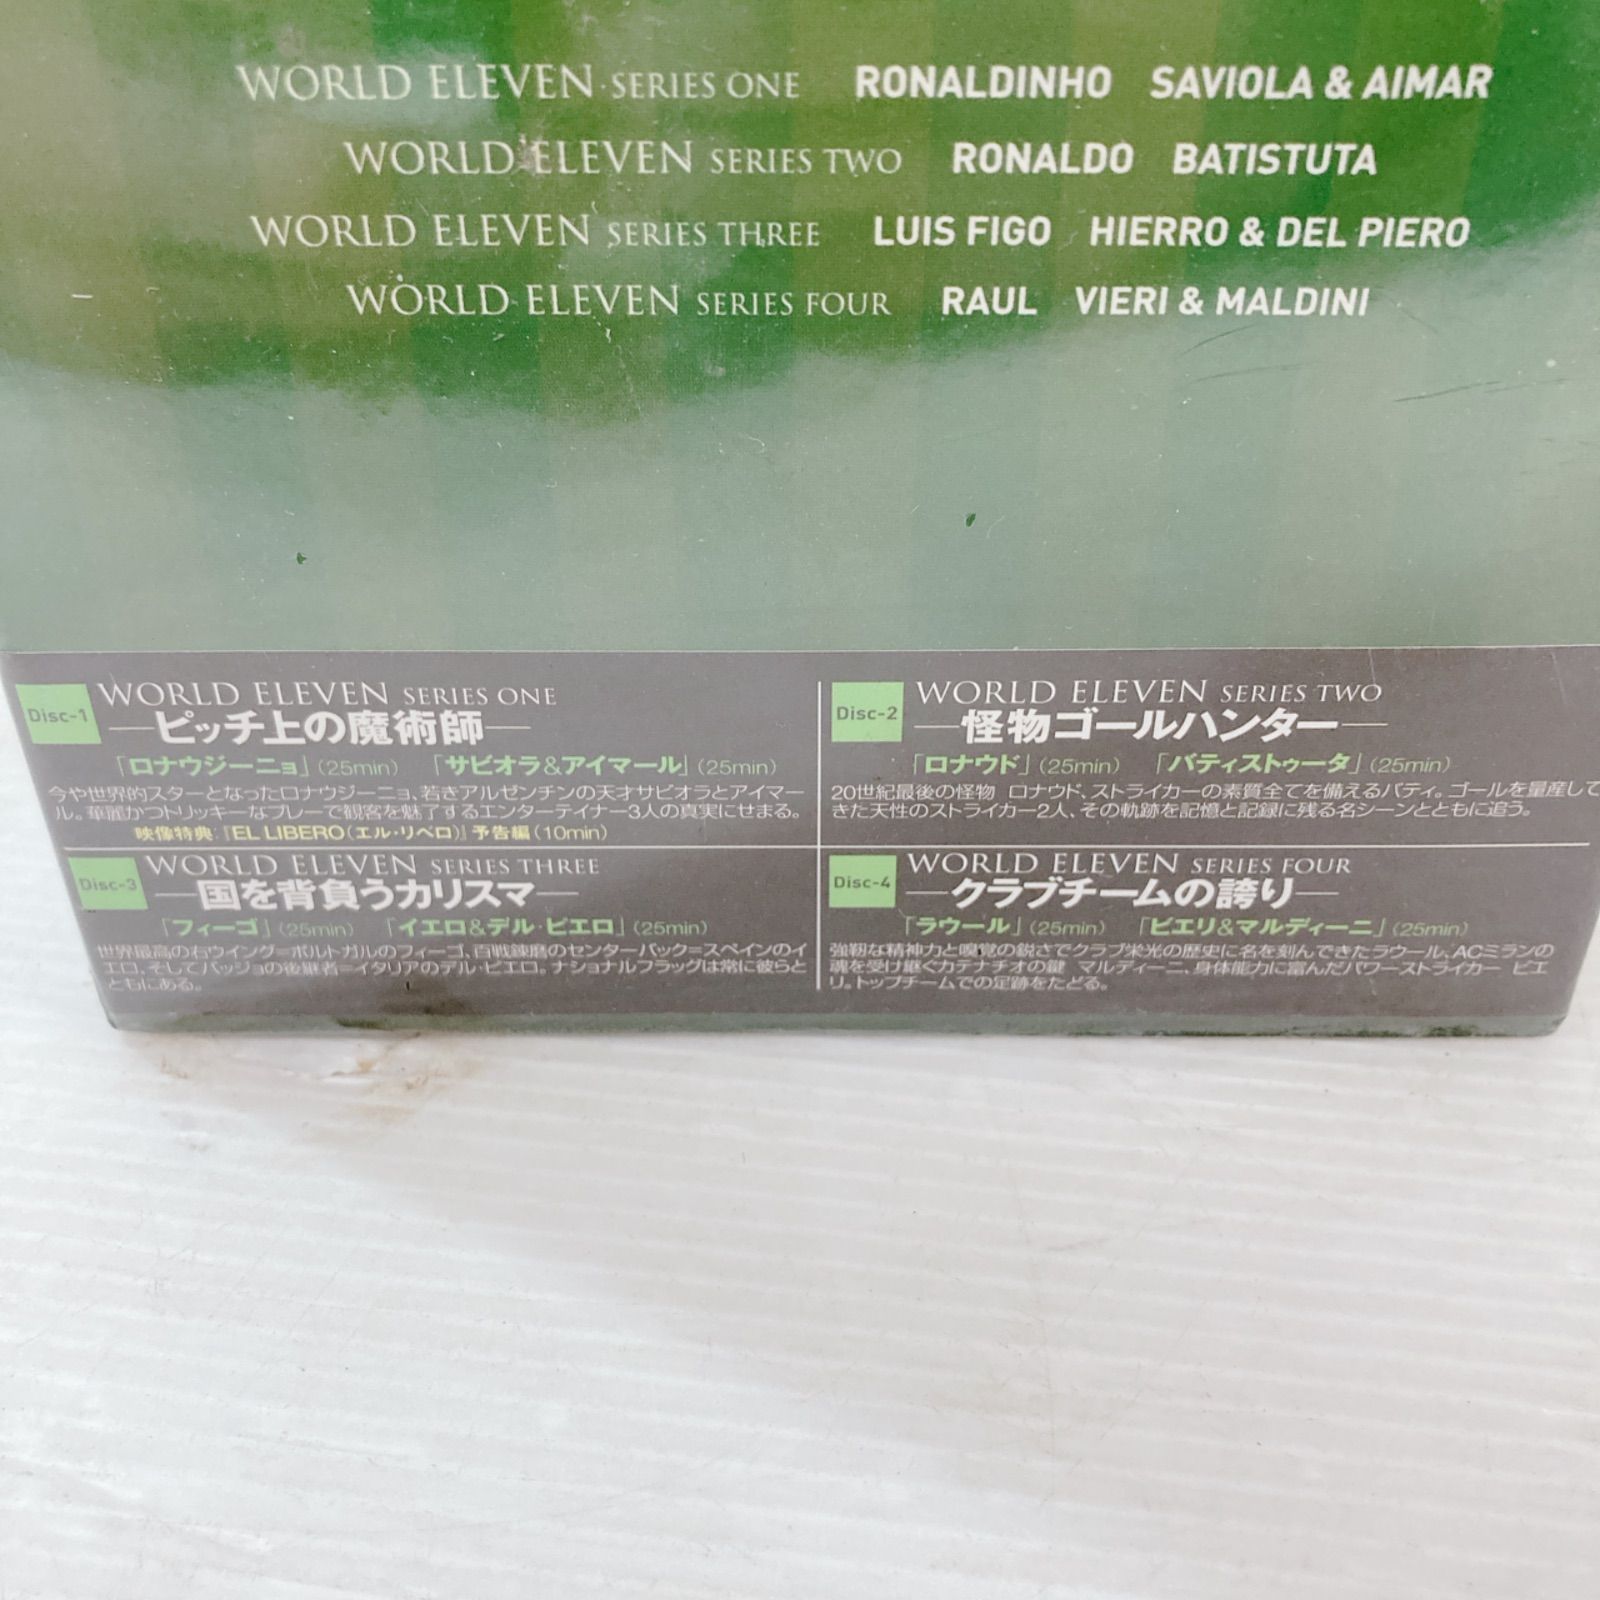 WORLD ELEVEN SERIES ONE RONALDINHO SAVIOLA & AIMAR
WORLD ELEVEN SERIES TWO RONALDO BATISTUTA
WORLD ELEVEN SERIES THREE LUIS FIGO HIERRO & DEL PIERO
WORLD ELEVEN SERIES FOUR RAUL VIERI & MALDINI
Disc-1
WORLD ELEVEN SERIES ONE
―ピッチ上の魔術師―
「ロナウジーニョ」(25min) 「サビオラ&アイマール」(25min)
今や世界的スターとなったロナウジーニョ、若きアルゼンチンの天才サビオラとアイマー
ル。華麗かつトリッキーなプレーで観客を魅了するエンターテイナー3人の真実にせまる。
映像特典:『EL LIBERO(エル・リベロ)』予告編(10min)
Disc-2
WORLD ELEVEN SERIES TWO
―怪物ゴールハンター―
「ロナウド」(25min) 「バティストゥータ」(25min)
20世紀最後の怪物 ロナウド、ストライカーの素質全てを備えるバティ。ゴールを量産して
きた天性のストライカー2人、その軌跡を記憶と記録に残る名シーンとともに追う。
Disc-3
WORLD ELEVEN SERIES THREE
―国を背負うカリスマ―
「フィーゴ」(25min) 「イエロ&デル・ピエロ」(25min)
世界最高の右ウイング=ポルトガルのフィーゴ、百戦錬磨のセンターバック=スペインのイ
エロ、そしてバッジョの後継者=イタリアのデル・ピエロ。ナショナルフラッグは常に彼らと
ともにある。
Disc-4
WORLD ELEVEN SERIES FOUR
―クラブチームの誇り―
「ラウール」(25min) 「ビエリ&マルディーニ」(25min)
強靭な精神力と嗅覚の鋭さでクラブ栄光の歴史に名を刻んできたラウール、ACミランの
魂を受け継ぐカテナチオの鍵 マルディーニ、身体能力に富んだパワーストライカー ビエ
リ。トップチームでの足跡をたどる。